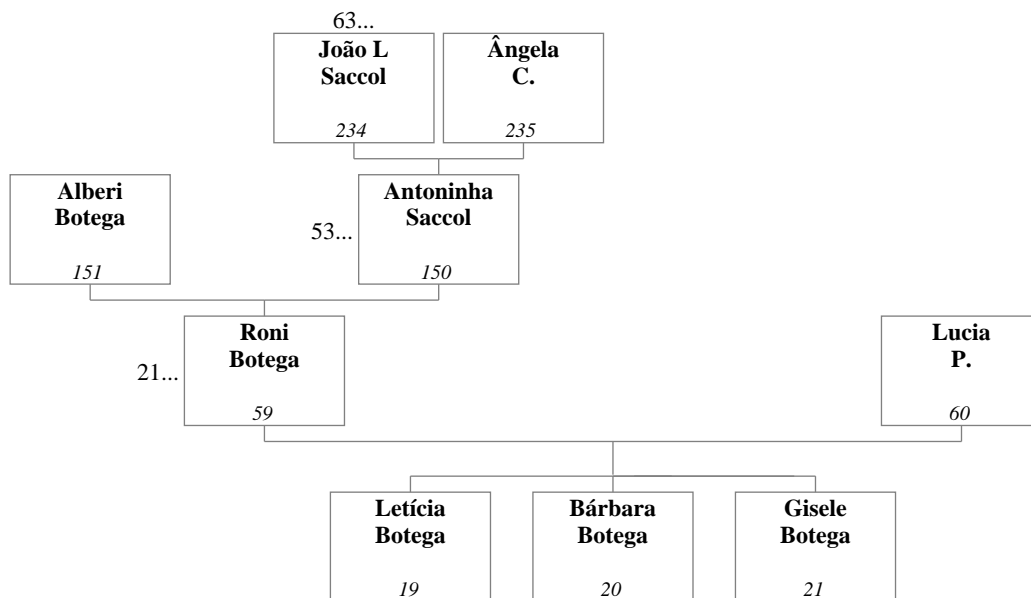 63...
João L
Saccol
234
Ângela
C.
235
Alberi
Botega
151
53...
Antoninha
Saccol
150
21...
Roni
Botega
59
Lucia
P.
60
Letícia
Botega
19
Bárbara
Botega
20
Gisele
Botega
21